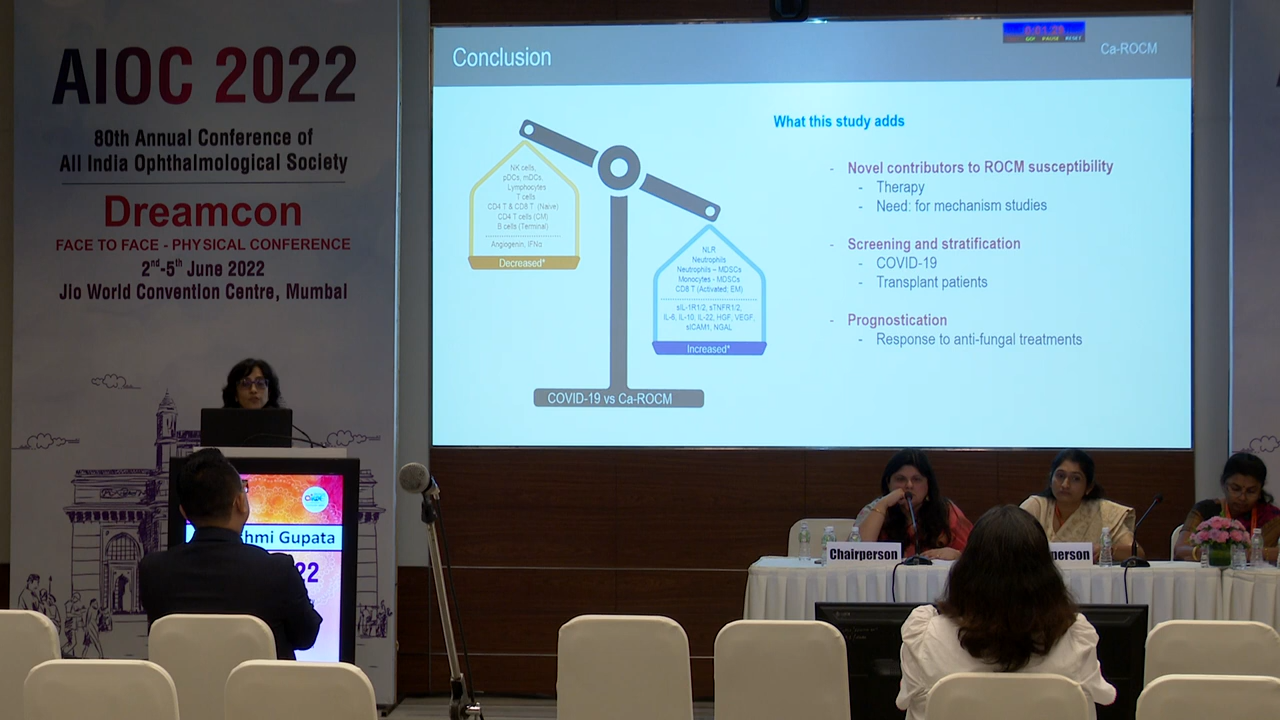 AIOC 2022
80th Annual Conference of
All India Ophthalmological Society
Dreamcon
FACE TO FACE - PHYSICAL CONFERENCE
2nd-5th June 2022
Jio World Convention Centre, Mumbai
Conclusion
Ca-ROCM
NK cells,
pDCs, mDCs,
Lymphocytes
T cells
CD4 T & CD8 T (Naive)
CD4 T cells (CM)
B cells (Terminal)
Angiogenin, IFNα
Decreased*
NLR
Neutrophils
Neutrophils – MDSCs
Monocytes - MDSCs
CD8 T (Activated, EM)
sIL-1R1/2, sTNFR1/2,
IL-6, IL-10, IL-22, HGF, VEGF,
sICAM1, NGAL
Increased*
COVID-19 vs Ca-ROCM
What this study adds
- Novel contributors to ROCM susceptibility
- Therapy
- Need: for mechanism studies
- Screening and stratification
- COVID-19
- Transplant patients
- Prognostication
- Response to anti-fungal treatments
hmi Gupata
22
Chairperson
person